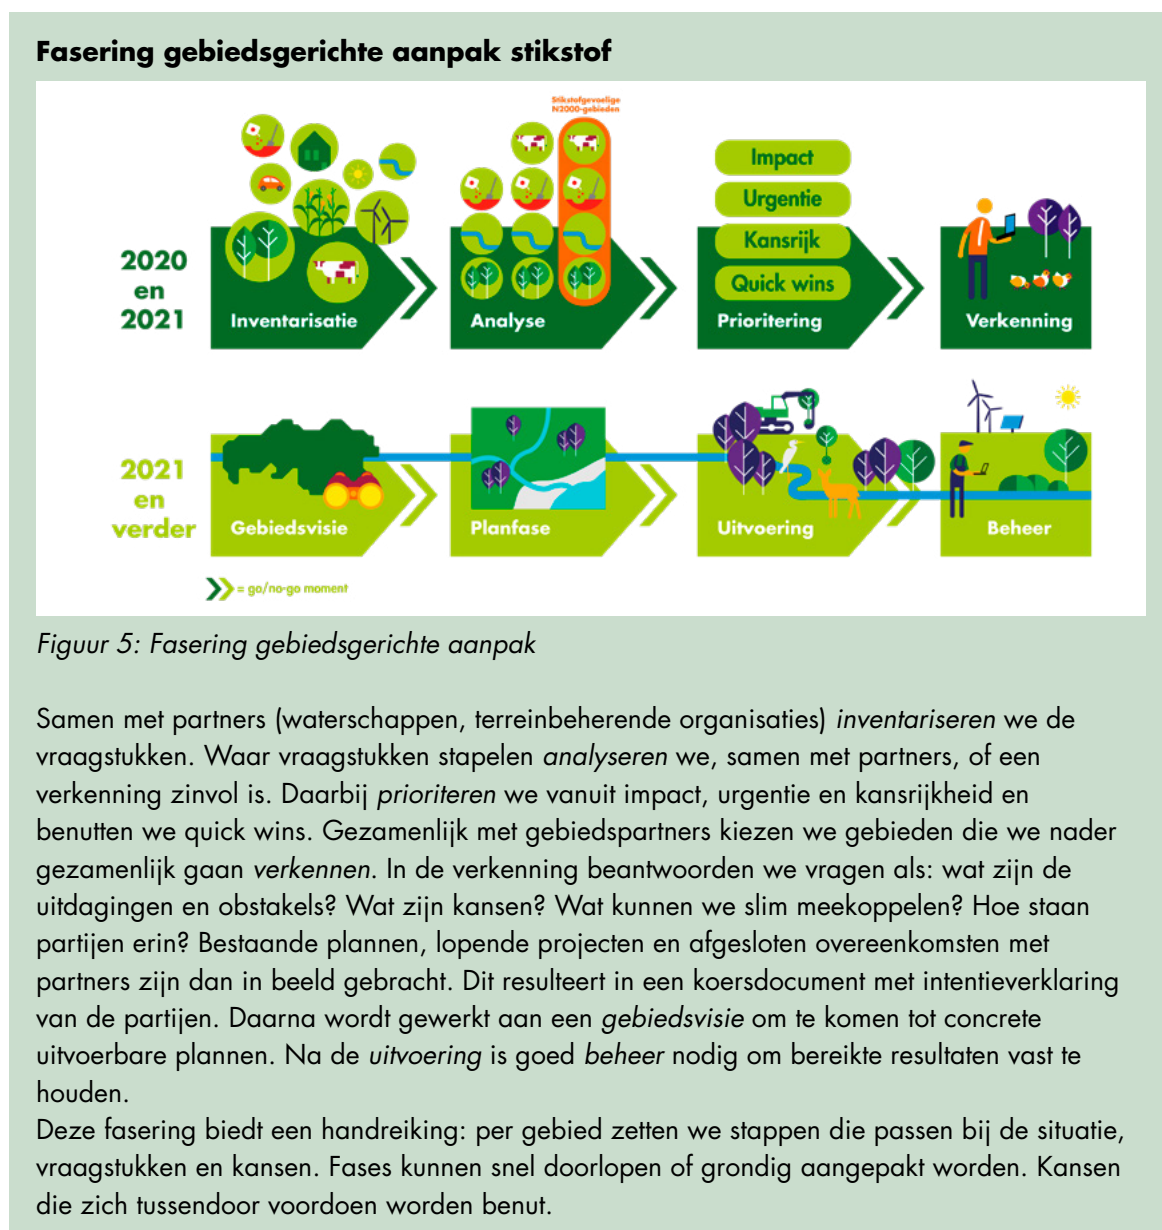 Fasering gebiedsgerichte aanpak stikstof
Stikstofgevoelige
N2000-gebieden
Impact
Urgentie
Kansrijk
Quick wins
2020
en
2021
Inventarisatie
Analyse
Prioritering
Verkenning
2021
en
verder
Gebiedsvisie
Planfase
Uitvoering
Beheer
= go/no-go moment
Figuur 5: Fasering gebiedsgerichte aanpak
Samen met partners (waterschappen, terreinbeherende organisaties) inventariseren we de
vraagstukken. Waar vraagstukken stapelen analyseren we, samen met partners, of een
verkenning zinvol is. Daarbij prioriteren we vanuit impact, urgentie en kansrijkheid en
benutten we quick wins. Gezamenlijk met gebiedspartners kiezen we gebieden die we nader
gezamenlijk gaan verkennen. In de verkenning beantwoorden we vragen als: wat zijn de
uitdagingen en obstakels? Wat zijn kansen? Wat kunnen we slim meekoppelen? Hoe staan
partijen erin? Bestaande plannen, lopende projecten en afgesloten overeenkomsten met
partners zijn dan in beeld gebracht. Dit resulteert in een koersdocument met intentieverklaring
van de partijen. Daarna wordt gewerkt aan een gebiedsvisie om te komen tot concrete
uitvoerbare plannen. Na de uitvoering is goed beheer nodig om bereikte resultaten vast te
houden.
Deze fasering biedt een handreiking: per gebied zetten we stappen die passen bij de situatie,
vraagstukken en kansen. Fases kunnen snel doorlopen of grondig aangepakt worden. Kansen
die zich tussendoor voordoen worden benut.